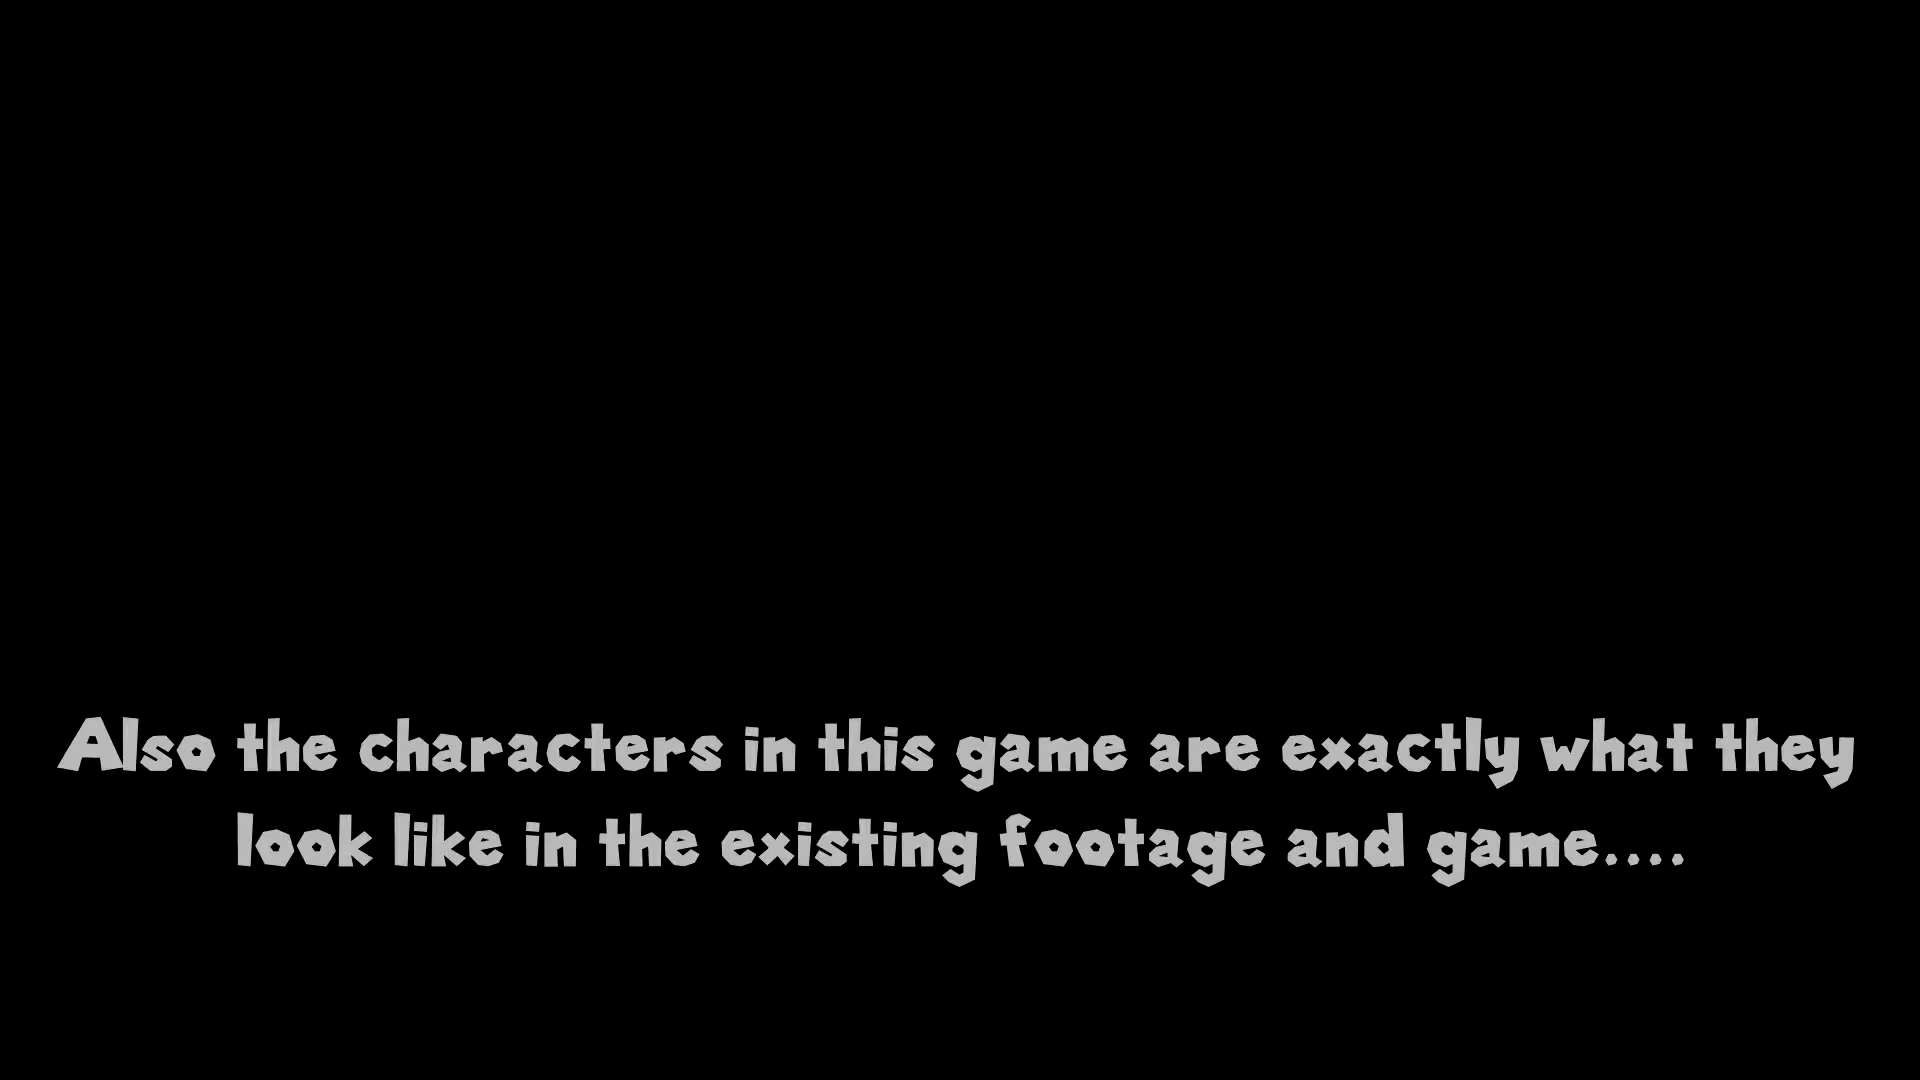 Also the characters in this game are exactly what they
look like in the existing footage and game....